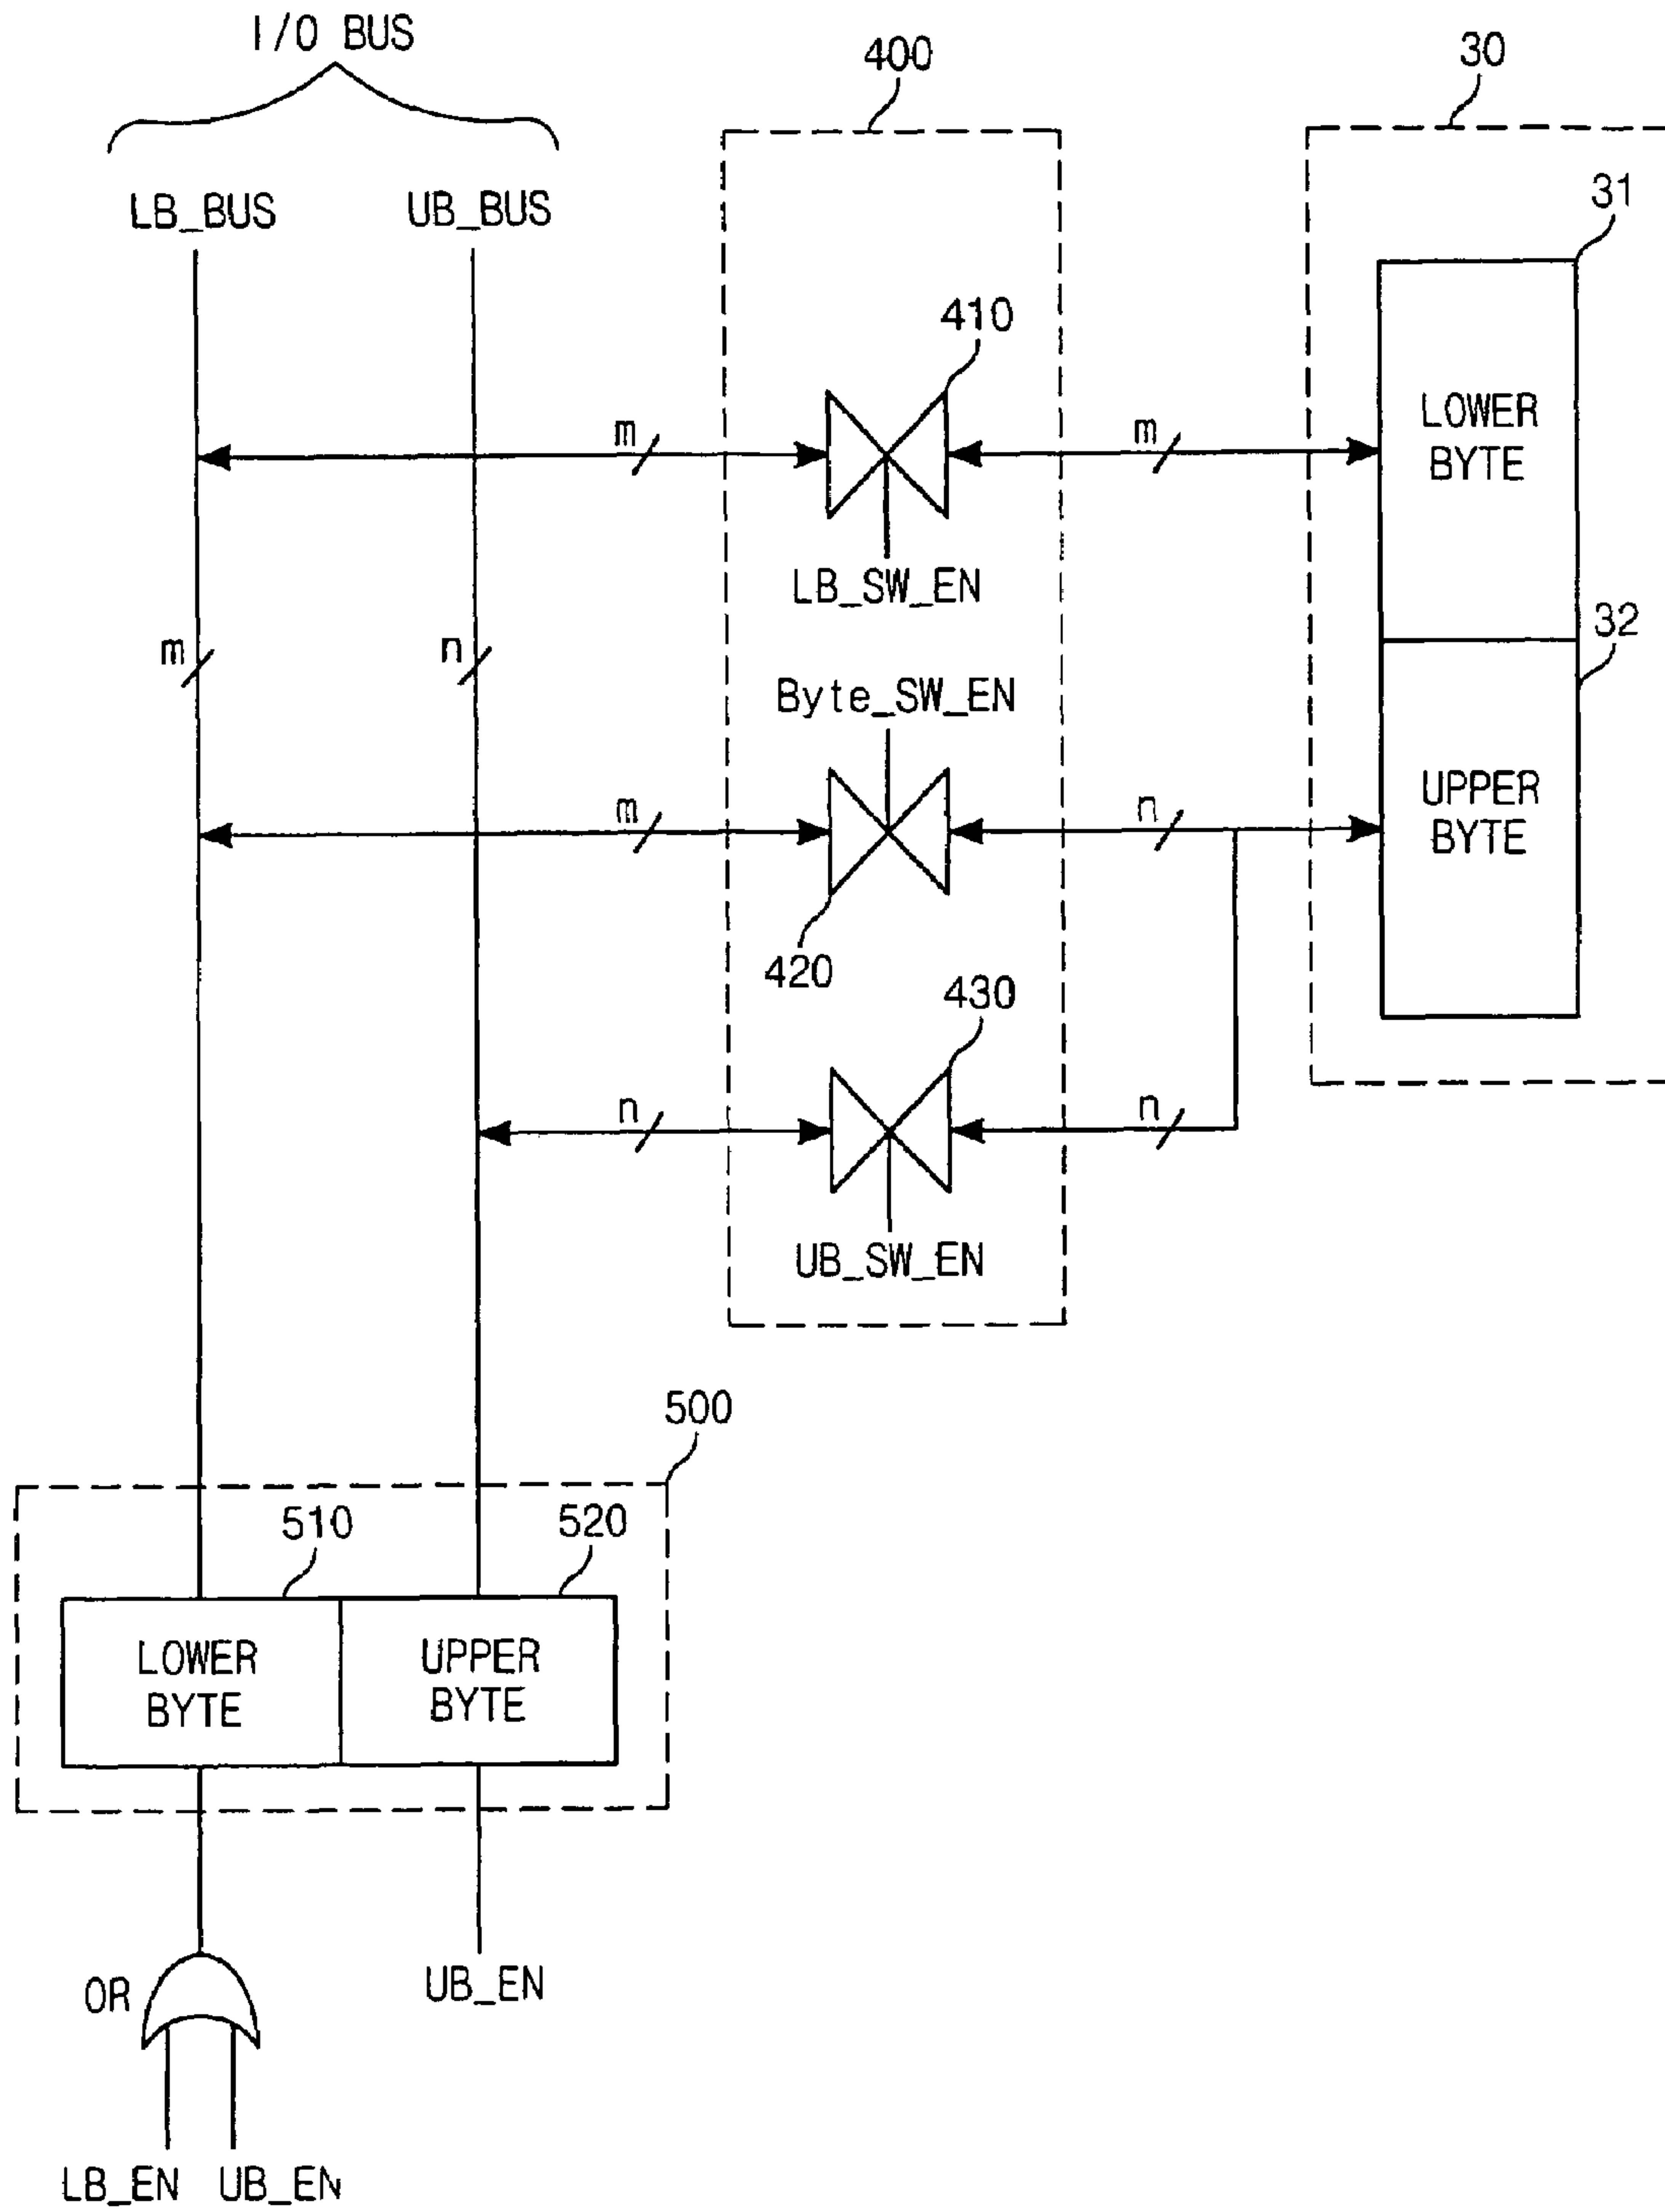 I/O BUS
400
30
LB_BUS
UB_BUS
31
410
m
m
LOWER
BYTE
LB_SW_EN
32
m
n
Byte_SW_EN
m
n
UPPER
BYTE
420
430
n
n
UB_SW_EN
500
510
520
LOWER
BYTE
UPPER
BYTE
OR
UB_EN
LB_EN
UB_EN